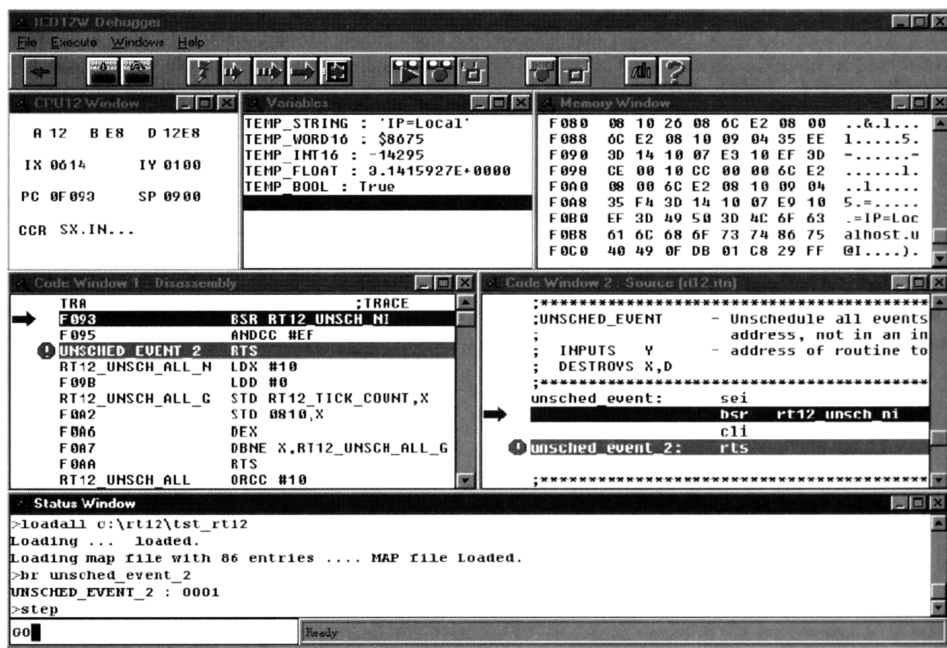 ICD12W Debugger
File Execute Windows Help
CPU12 Window
A 12 B E8 D 12E8
IX 0614 IY 0100
PC 0F093 SP 0900
CCR SX.IN...
Variables
TEMP_STRING : 'IP=Local'
TEMP_WORD16 : $8675
TEMP_INT16 : -14295
TEMP_FLOAT : 3.1415927E+0000
TEMP_BOOL : True
Memory Window
F080 08 10 26 08 6C E2 08 00 ..&.l...
F088 6C E2 08 10 09 04 35 EE l.....5.
F090 3D 14 10 07 E3 10 EF 3D -......-
F098 CE 00 10 CC 00 00 6C E2 ......l.
F0A0 08 00 6C E2 08 10 09 04 ..l.....
F0A8 35 F4 3D 14 10 07 E9 10 5.=.....
F0B0 EF 3D 49 50 3D 4C 6F 63 .=IP=Loc
F0B8 61 6C 68 6F 73 74 86 75 alhost.u
F0C0 40 49 0F DB 01 C8 29 FF @I....).
Code Window 1 : Disassembly
TRA ;TRACE
F093 BSR RT12_UNSCH_NI
F095 ANDCC #EF
UNSCHED_EVENT_2 RTS
RT12_UNSCH_ALL_N LDX #10
F09B LDD #0
RT12_UNSCH_ALL_G STD RT12_TICK_COUNT,X
F0A2 STD 0810,X
F0A6 DEX
F0A7 DBNE X,RT12_UNSCH_ALL_G
F0AA RTS
RT12_UNSCH_ALL ORCC #10
Code Window 2 : Source [rt12.rtn]
;****************************************
;UNSCHED_EVENT - Unschedule all events
; address, not in an in
; INPUTS Y - address of routine to
; DESTROYS X,D
;****************************************
unsched_event: sei
bsr rt12_unsch_ni
cli
unsched_event_2: rts
;****************************************
Status Window
>loadall c:\rt12\tst_rt12
Loading ... loaded.
Loading map file with 86 entries .... MAP file Loaded.
>br unsched_event_2
UNSCHED_EVENT_2 : 0001
>step
GO
Ready